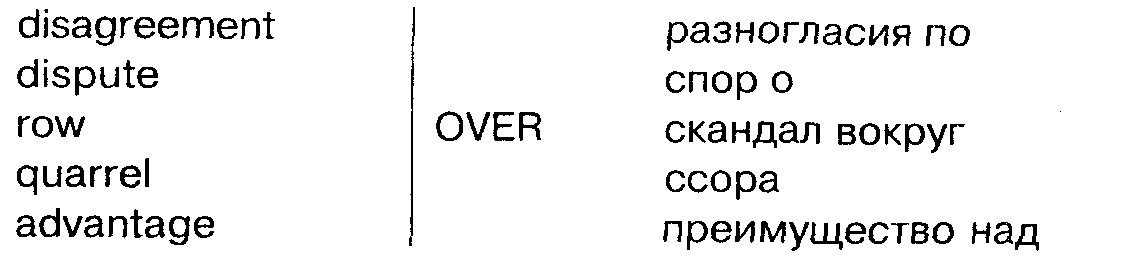 disagreement разногласия по
dispute спор о
row OVER скандал вокруг
quarrel ссора
advantage преимущество над